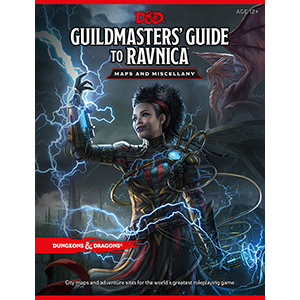 D&D
AGE 12+
GUILDMASTERS' GUIDE
TO RAVNICA
MAPS AND MISCELLANY
DUNGEONS & DRAGONS®
City maps and adventure sites for the world's greatest roleplaying game